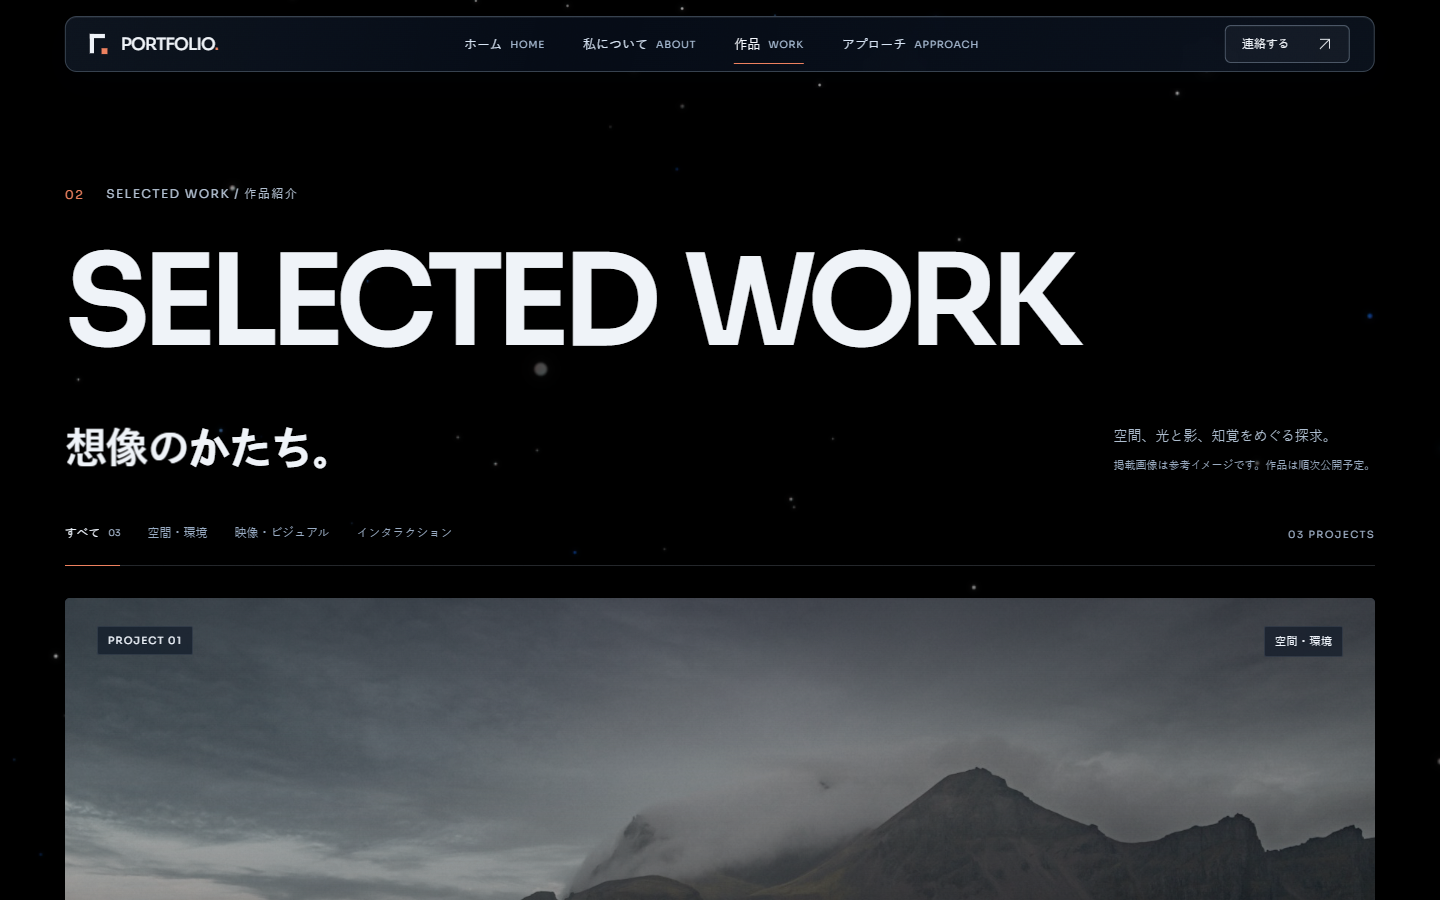 PORTFOLIO.
ホーム HOME
私について ABOUT
作品 WORK
アプローチ APPROACH
連絡する
02 SELECTED WORK / 作品紹介
SELECTED WORK
想像のかたち。
空間、光と影、知覚をめぐる探求。
掲載画像は参考イメージです。作品は順次公開予定。
すべて 03
空間・環境
映像・ビジュアル
インタラクション
03 PROJECTS
PROJECT 01
空間・環境